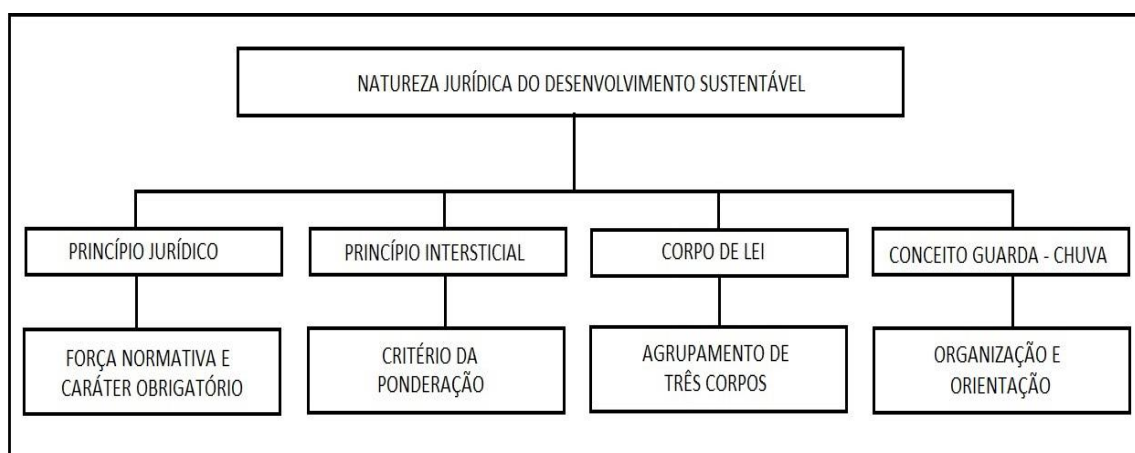 NATUREZA JURÍDICA DO DESENVOLVIMENTO SUSTENTÁVEL
PRINCÍPIO JURÍDICO
PRINCÍPIO INTERSTICIAL
CORPO DE LEI
CONCEITO GUARDA - CHUVA
FORÇA NORMATIVA E
CARÁTER OBRIGATÓRIO
CRITÉRIO DA
PONDERAÇÃO
AGRUPAMENTO DE
TRÊS CORPOS
ORGANIZAÇÃO E
ORIENTAÇÃO